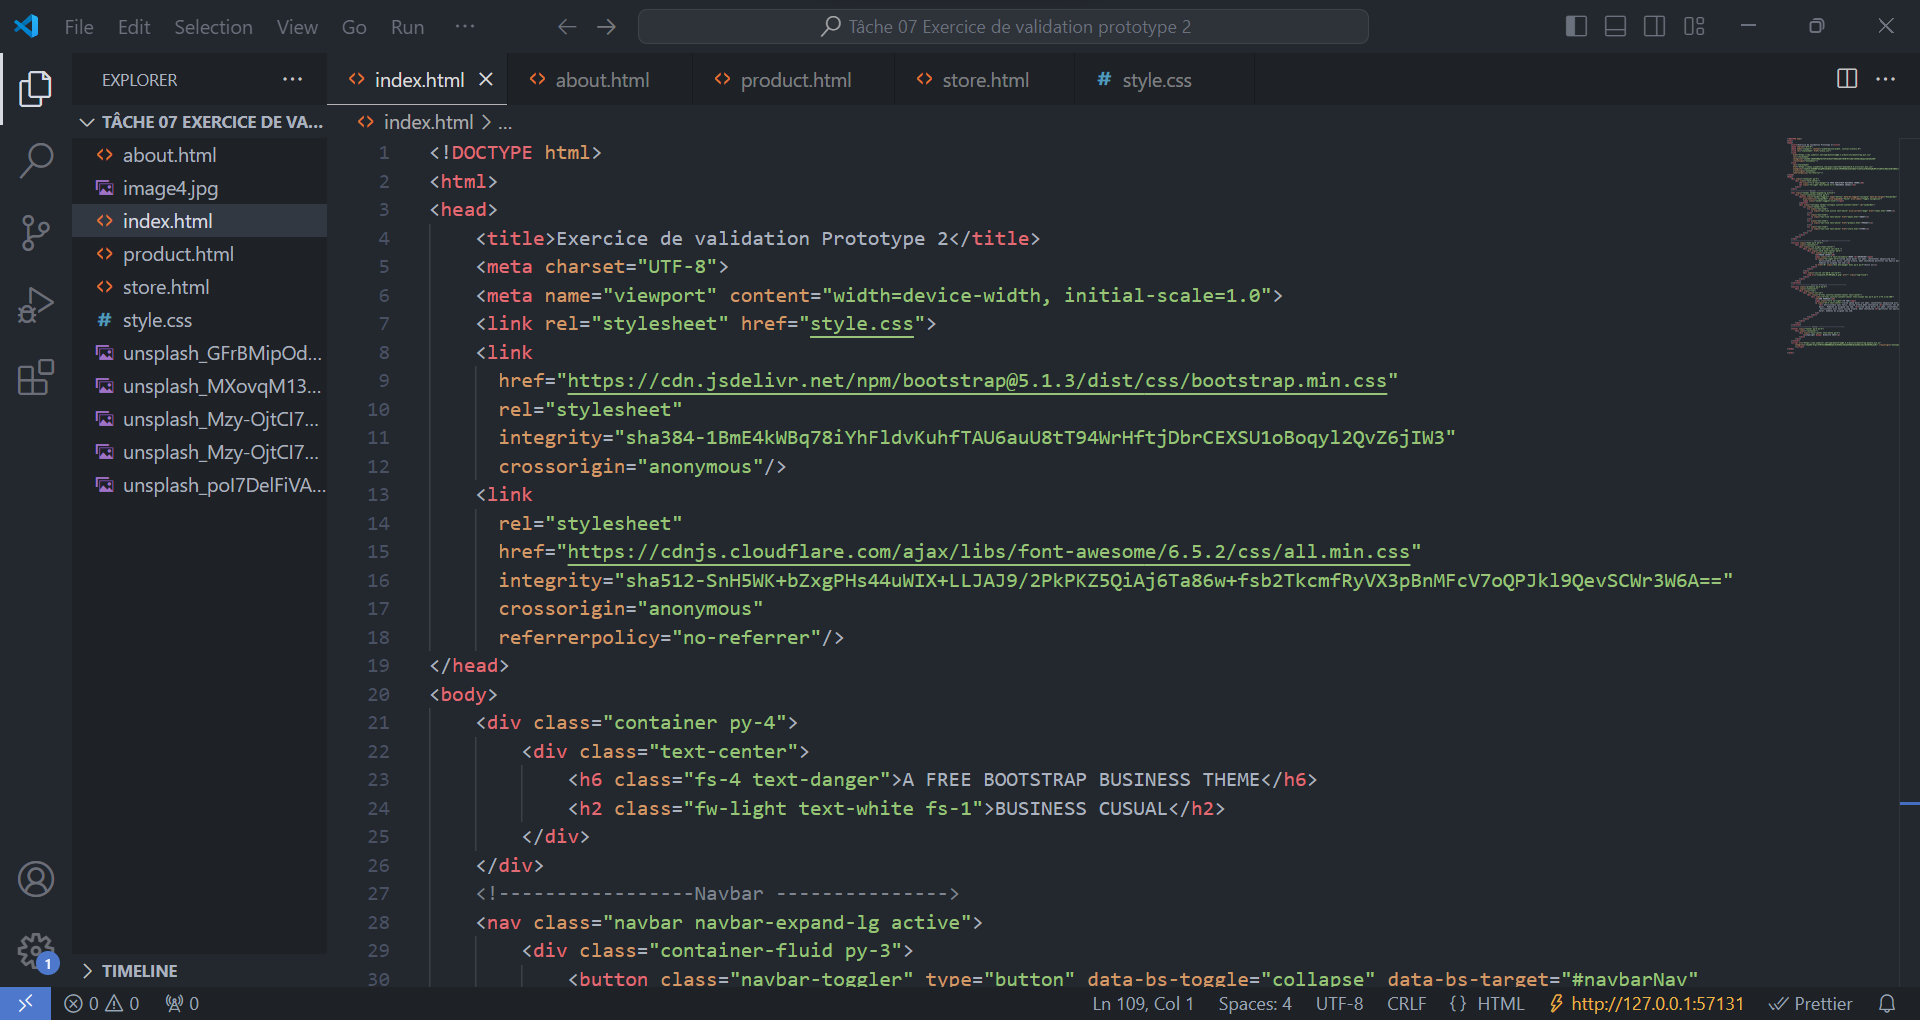 File Edit Selection View Go Run ···
Tâche 07 Exercice de validation prototype 2
EXPLORER ···
TÂCHE 07 EXERCICE DE VA...
about.html
image4.jpg
index.html
product.html
store.html
style.css
unsplash_GFrBMipOd...
unsplash_MXovqM13...
unsplash_Mzy-OjtCI7...
unsplash_Mzy-OjtCI7...
unsplash_poI7DelFiVA...
TIMELINE
index.html about.html product.html store.html style.css
index.html > ...
1 <!DOCTYPE html>
2 <html>
3 <head>
4 <title>Exercice de validation Prototype 2</title>
5 <meta charset="UTF-8">
6 <meta name="viewport" content="width=device-width, initial-scale=1.0">
7 <link rel="stylesheet" href="style.css">
8 <link
9 href="https://cdn.jsdelivr.net/npm/bootstrap@5.1.3/dist/css/bootstrap.min.css"
10 rel="stylesheet"
11 integrity="sha384-1BmE4kWBq78iYhFldvKuhfTAU6auU8tT94WrHftjDbrCEXSU1oBoqyl2QvZ6jIW3"
12 crossorigin="anonymous"/>
13 <link
14 rel="stylesheet"
15 href="https://cdnjs.cloudflare.com/ajax/libs/font-awesome/6.5.2/css/all.min.css"
16 integrity="sha512-SnH5WK+bZxgPHs44uWIX+LLJAJ9/2PkPKZ5QiAj6Ta86w+fsb2TkcmfRyVX3pBnMFcV7oQPJkl9QevSCWr3W6A=="
17 crossorigin="anonymous"
18 referrerpolicy="no-referrer"/>
19 </head>
20 <body>
21 <div class="container py-4">
22 <div class="text-center">
23 <h6 class="fs-4 text-danger">A FREE BOOTSTRAP BUSINESS THEME</h6>
24 <h2 class="fw-light text-white fs-1">BUSINESS CUSUAL</h2>
25 </div>
26 </div>
27 <!-----------------Navbar --------------->
28 <nav class="navbar navbar-expand-lg active">
29 <div class="container-fluid py-3">
30 <button class="navbar-toggler" type="button" data-bs-toggle="collapse" data-bs-target="#navbarNav"
1
0 0 0 Ln 109, Col 1 Spaces: 4 UTF-8 CRLF {} HTML http://127.0.0.1:57131 Prettier